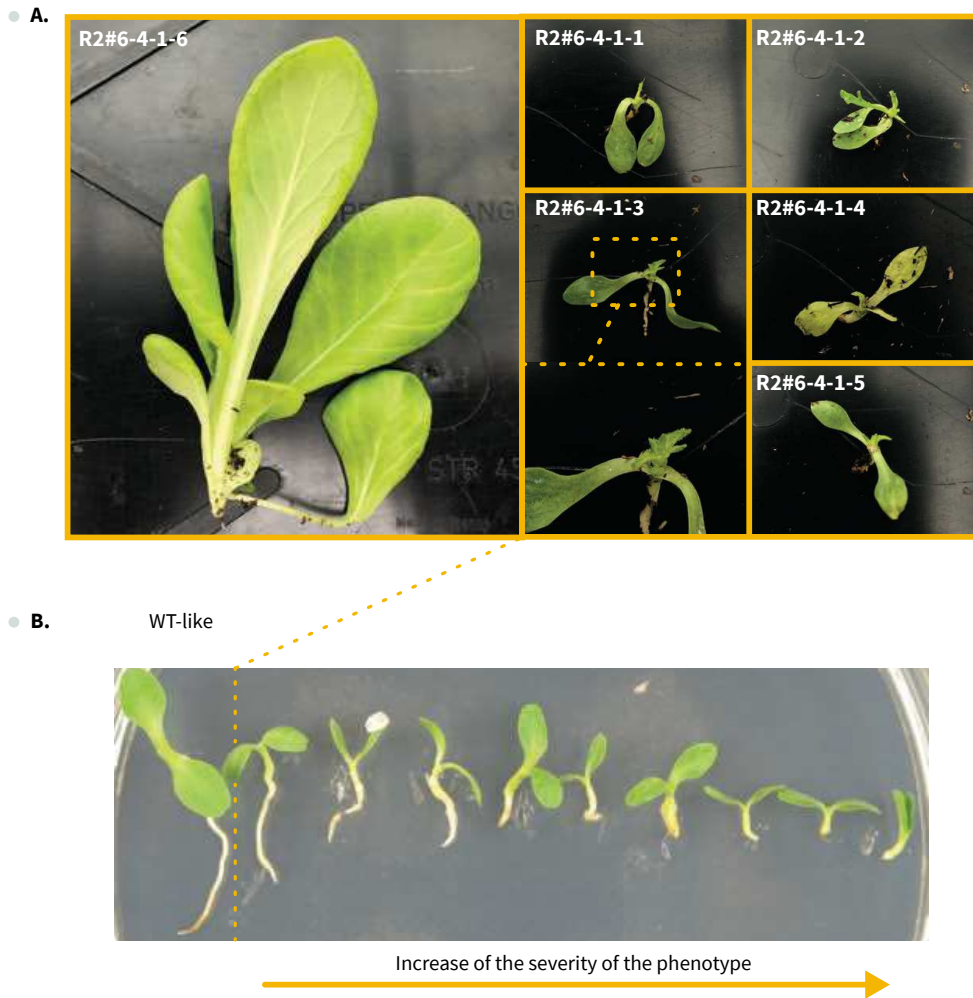 A.
R2#6-4-1-6
R2#6-4-1-1
R2#6-4-1-2
R2#6-4-1-3
R2#6-4-1-4
R2#6-4-1-5
STR 45
B.
WT-like
Increase of the severity of the phenotype